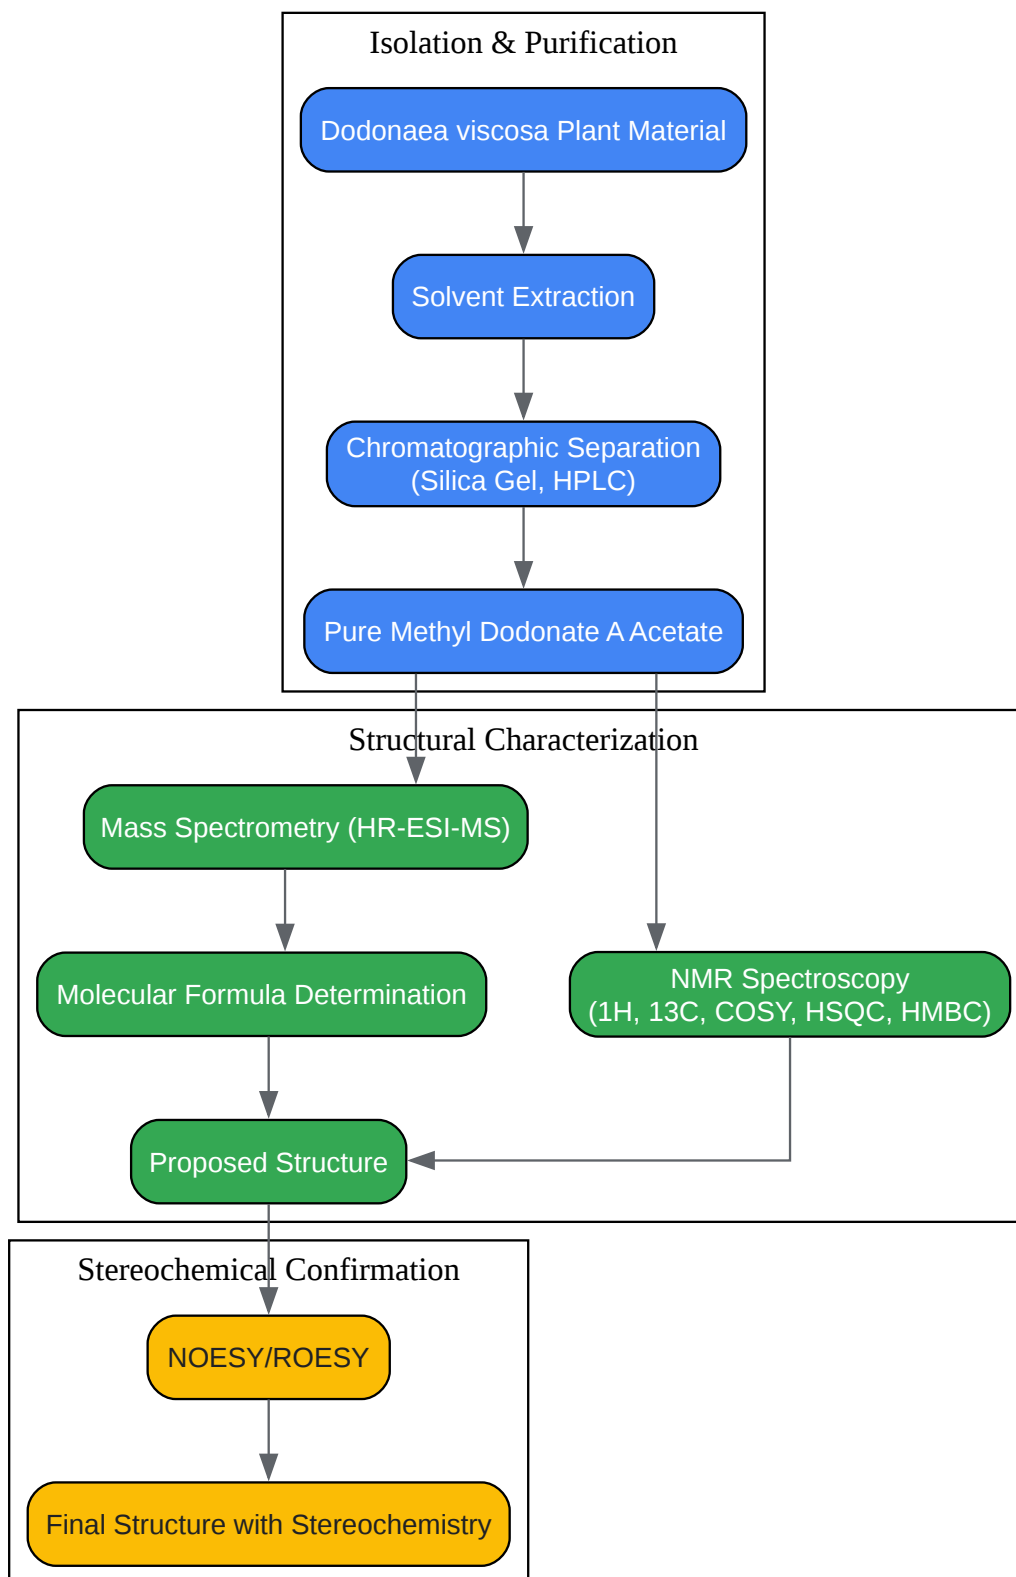 Isolation & Purification
Dodonaea viscosa Plant Material
Solvent Extraction
Chromatographic Separation
(Silica Gel, HPLC)
Pure Methyl Dodonate A Acetate
Structural Characterization
Mass Spectrometry (HR-ESI-MS)
Molecular Formula Determination
NMR Spectroscopy
(1H, 13C, COSY, HSQC, HMBC)
Proposed Structure
Stereochemical Confirmation
NOESY/ROESY
Final Structure with Stereochemistry